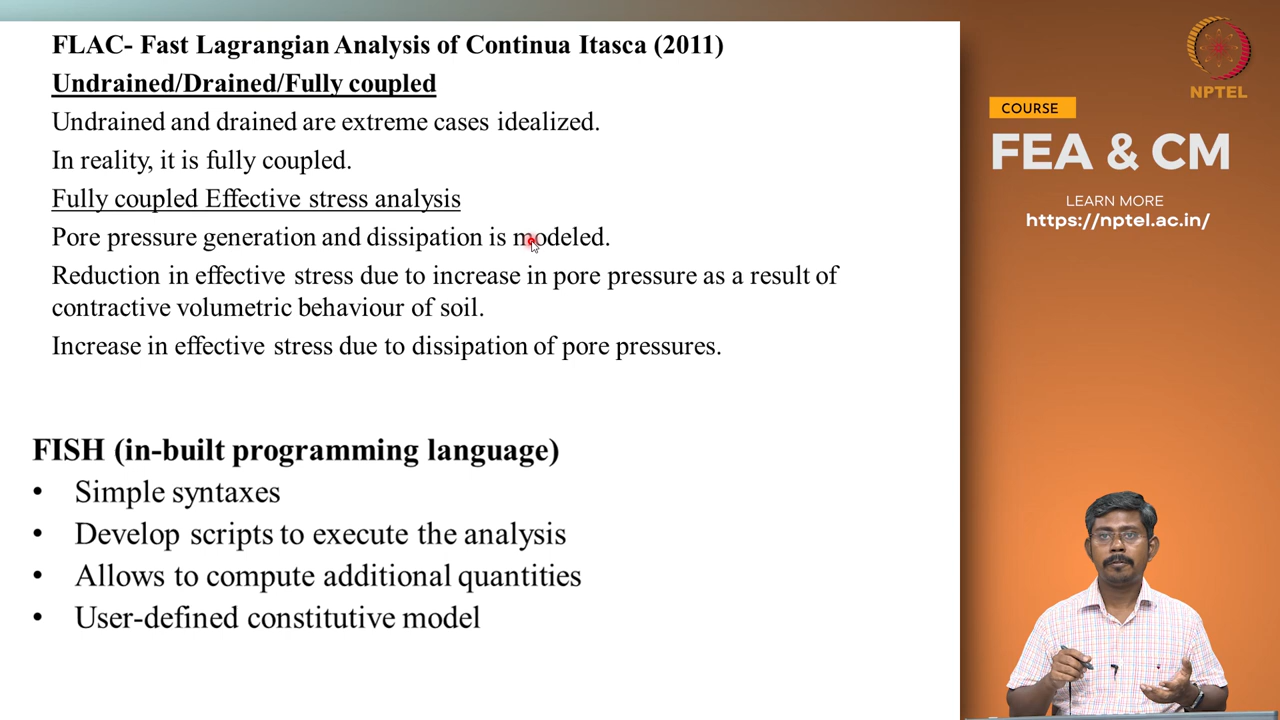 FLAC- Fast Lagrangian Analysis of Continua Itasca (2011)
Undrained/Drained/Fully coupled
Undrained and drained are extreme cases idealized.
In reality, it is fully coupled.
Fully coupled Effective stress analysis
Pore pressure generation and dissipation is modeled.
Reduction in effective stress due to increase in pore pressure as a result of
contractive volumetric behaviour of soil.
Increase in effective stress due to dissipation of pore pressures.
FISH (in-built programming language)
• Simple syntaxes
• Develop scripts to execute the analysis
• Allows to compute additional quantities
• User-defined constitutive model
NPTEL
COURSE
FEA & CM
LEARN MORE
https://nptel.ac.in/